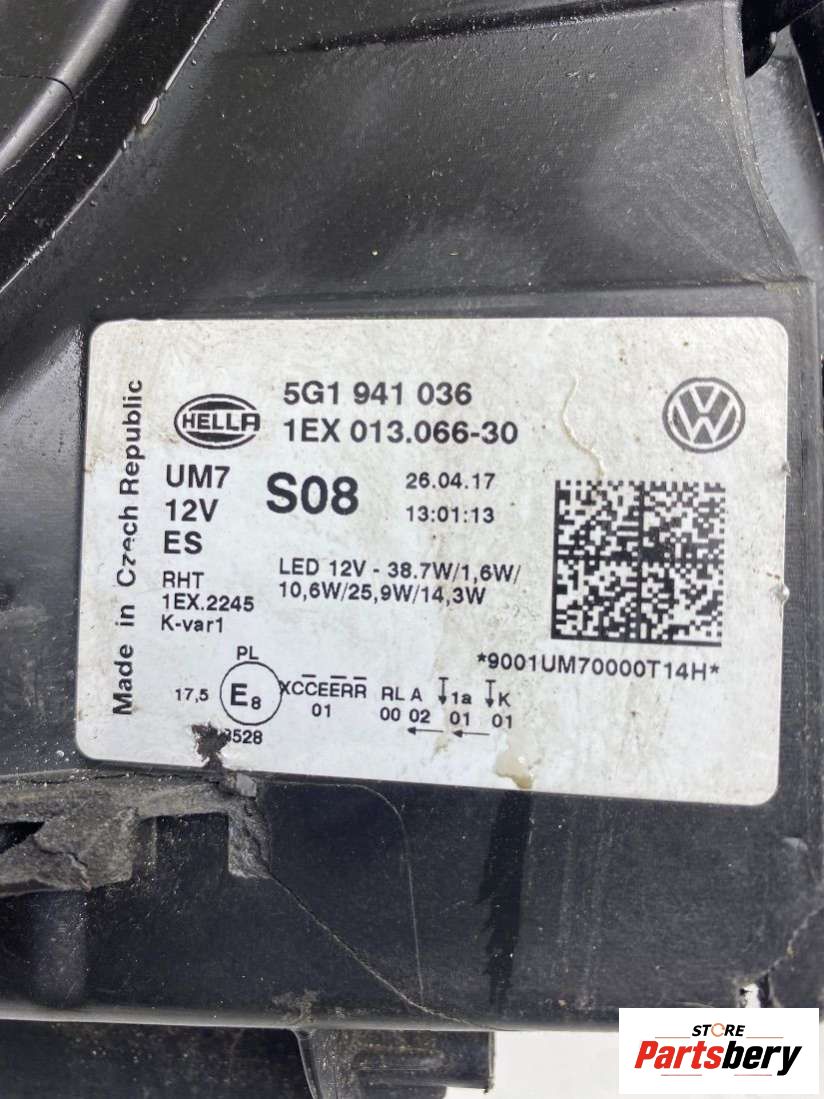 Made in Czech Republic
HELLA
5G1 941 036
1EX 013.066-30
UM7
12V
ES
S08
26.04.17
13:01:13
RHT
1EX.2245
K-var1
LED 12V - 38.7W/1,6W/
10,6W/25,9W/14,3W
*9001UM70000T14H*
PL
17,5
E8
XCCEERR RL A 1a K
01 00 02 01 01
STORE
Partsbery